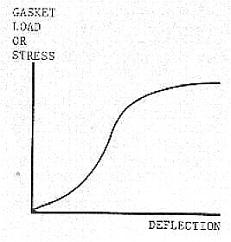 GASKET
LOAD
OR
STRESS
DEFLECTION